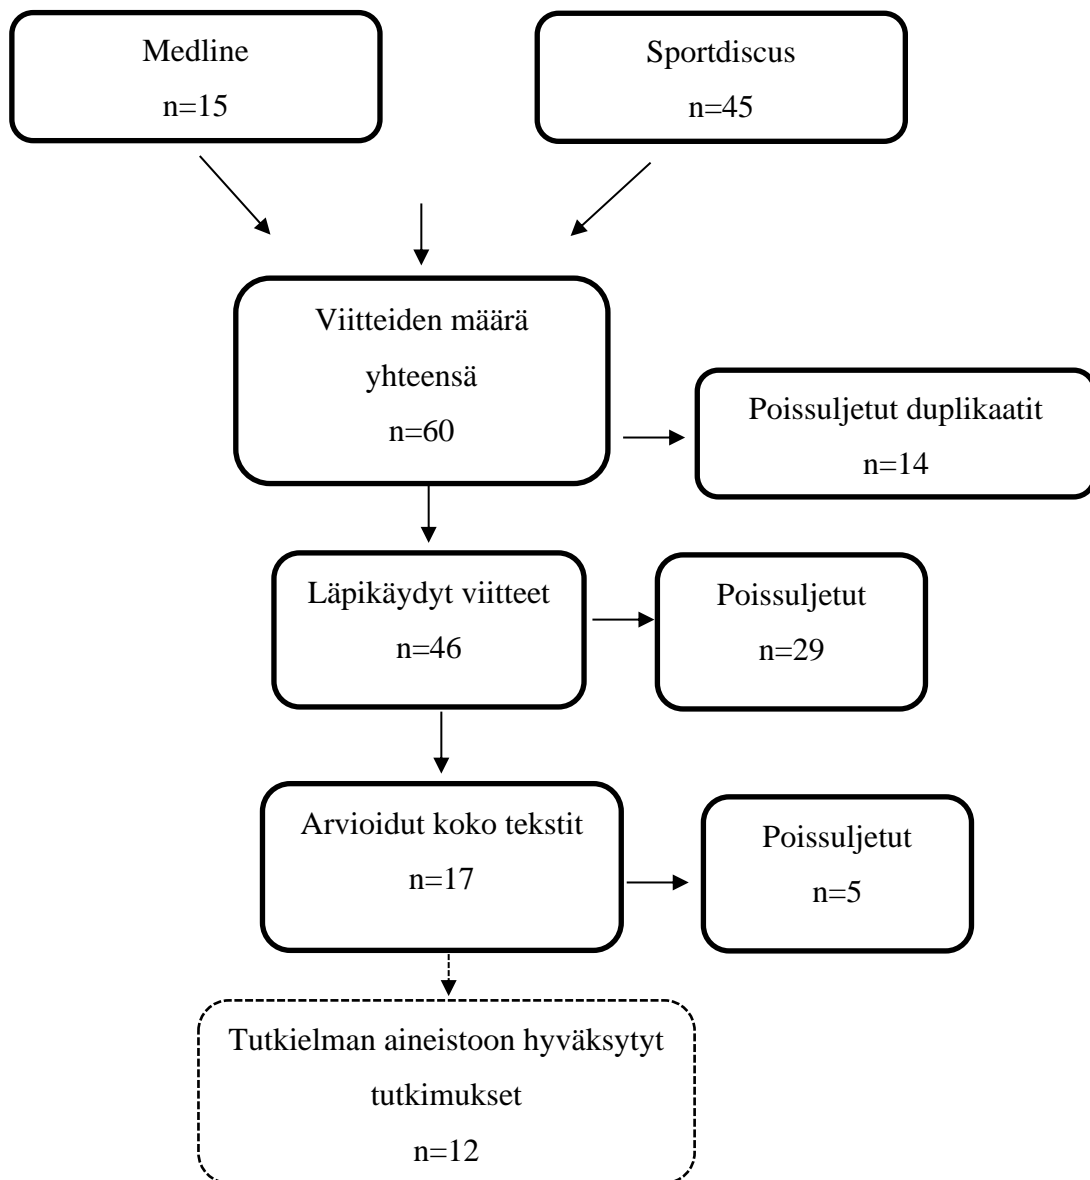 Medline
n=15
Sportdiscus
n=45
Viitteiden määrä
yhteensä
n=60
Poissuljetut duplikaatit
n=14
Läpikäydyt viitteet
n=46
Poissuljetut
n=29
Arvioidut koko tekstit
n=17
Poissuljetut
n=5
Tutkielman aineistoon hyväksytyt
tutkimukset
n=12